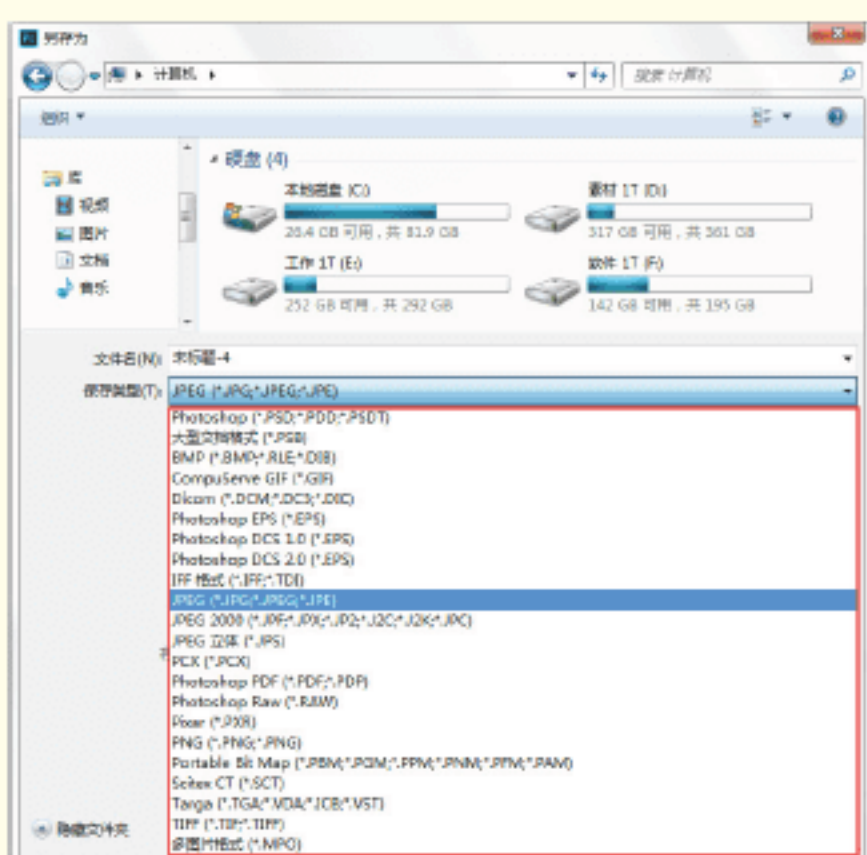 另存为
计算机
搜索 计算机
组织
硬盘 (4)
库
视频
图片
文档
音乐
本地磁盘 (C:)
26.4 GB 可用，共 81.9 GB
素材 1T (D:)
317 GB 可用，共 361 GB
工作 1T (E:)
252 GB 可用，共 292 GB
软件 1T (F:)
142 GB 可用，共 195 GB
文件名(N): 未标题-4
保存类型(T): JPEG (*.JPG;*.JPEG;*.JPE)
Photoshop (*.PSD;*.PDD;*.PSDT)
大型文档格式 (*.PSB)
BMP (*.BMP;*.RLE;*.DIB)
CompuServe GIF (*.GIF)
Dicom (*.DCM;*.DC3;*.DIC)
Photoshop EPS (*.EPS)
Photoshop DCS 1.0 (*.EPS)
Photoshop DCS 2.0 (*.EPS)
IFF 格式 (*.IFF;*.TDI)
JPEG (*.JPG;*.JPEG;*.JPE)
JPEG 2000 (*.JPF;*.JPX;*.JP2;*.J2C;*.J2K;*.JPC)
JPEG 立体 (*.JPS)
PCX (*.PCX)
Photoshop PDF (*.PDF;*.PDP)
Photoshop Raw (*.RAW)
Pixar (*.PXR)
PNG (*.PNG;*.PNG)
Portable Bit Map (*.PBM;*.PGM;*.PPM;*.PNM;*.PFM;*.PAM)
Scitex CT (*.SCT)
Targa (*.TGA;*.VDA;*.ICB;*.VST)
TIFF (*.TIF;*.TIFF)
多图片格式 (*.MPO)
隐藏文件夹